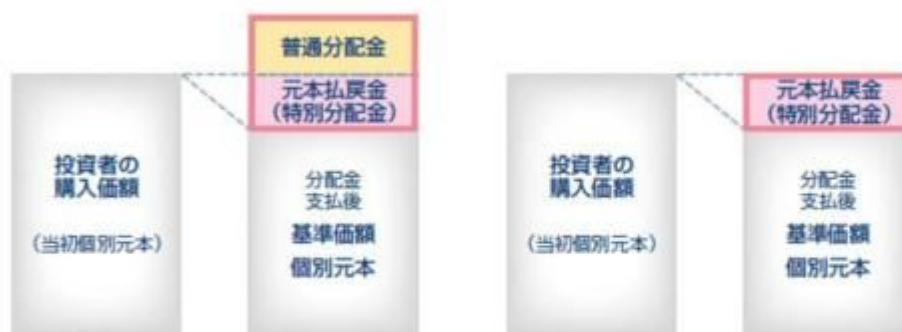 普通分配金
元本払戻金
(特別分配金)
投資者の
購入価額
(当初個別元本)
分配金
支払後
基準価額
個別元本
元本払戻金
(特別分配金)
投資者の
購入価額
(当初個別元本)
分配金
支払後
基準価額
個別元本